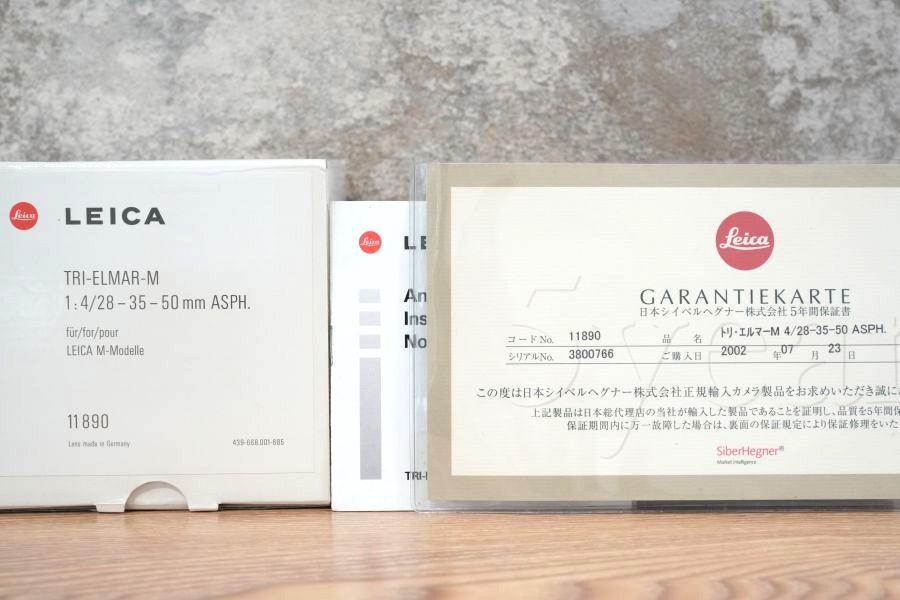 Leica
LEICA
TRI-ELMAR-M
1:4/28–35–50mm ASPH.
für/for/pour
LEICA M-Modelle
11890
Lens made in Germany
439-668.001-685
Leica
Leica
GARANTIEKARTE
日本シイベルヘグナー株式会社 5年間保証書
コードNo. 11890 品 名 トリ・エルマーM 4/28-35-50 ASPH.
シリアルNo. 3800766 ご購入日 2002 年 07 月 23 日
この度は日本シイベルヘグナー株式会社正規輸入カメラ製品をお求めいただき誠に
上記製品は日本総代理店の当社が輸入した製品であることを証明し、品質を5年間保
保証期間内に万一故障した場合は、裏面の保証規定により保証修理をいた
SiberHegner
Market Intelligence